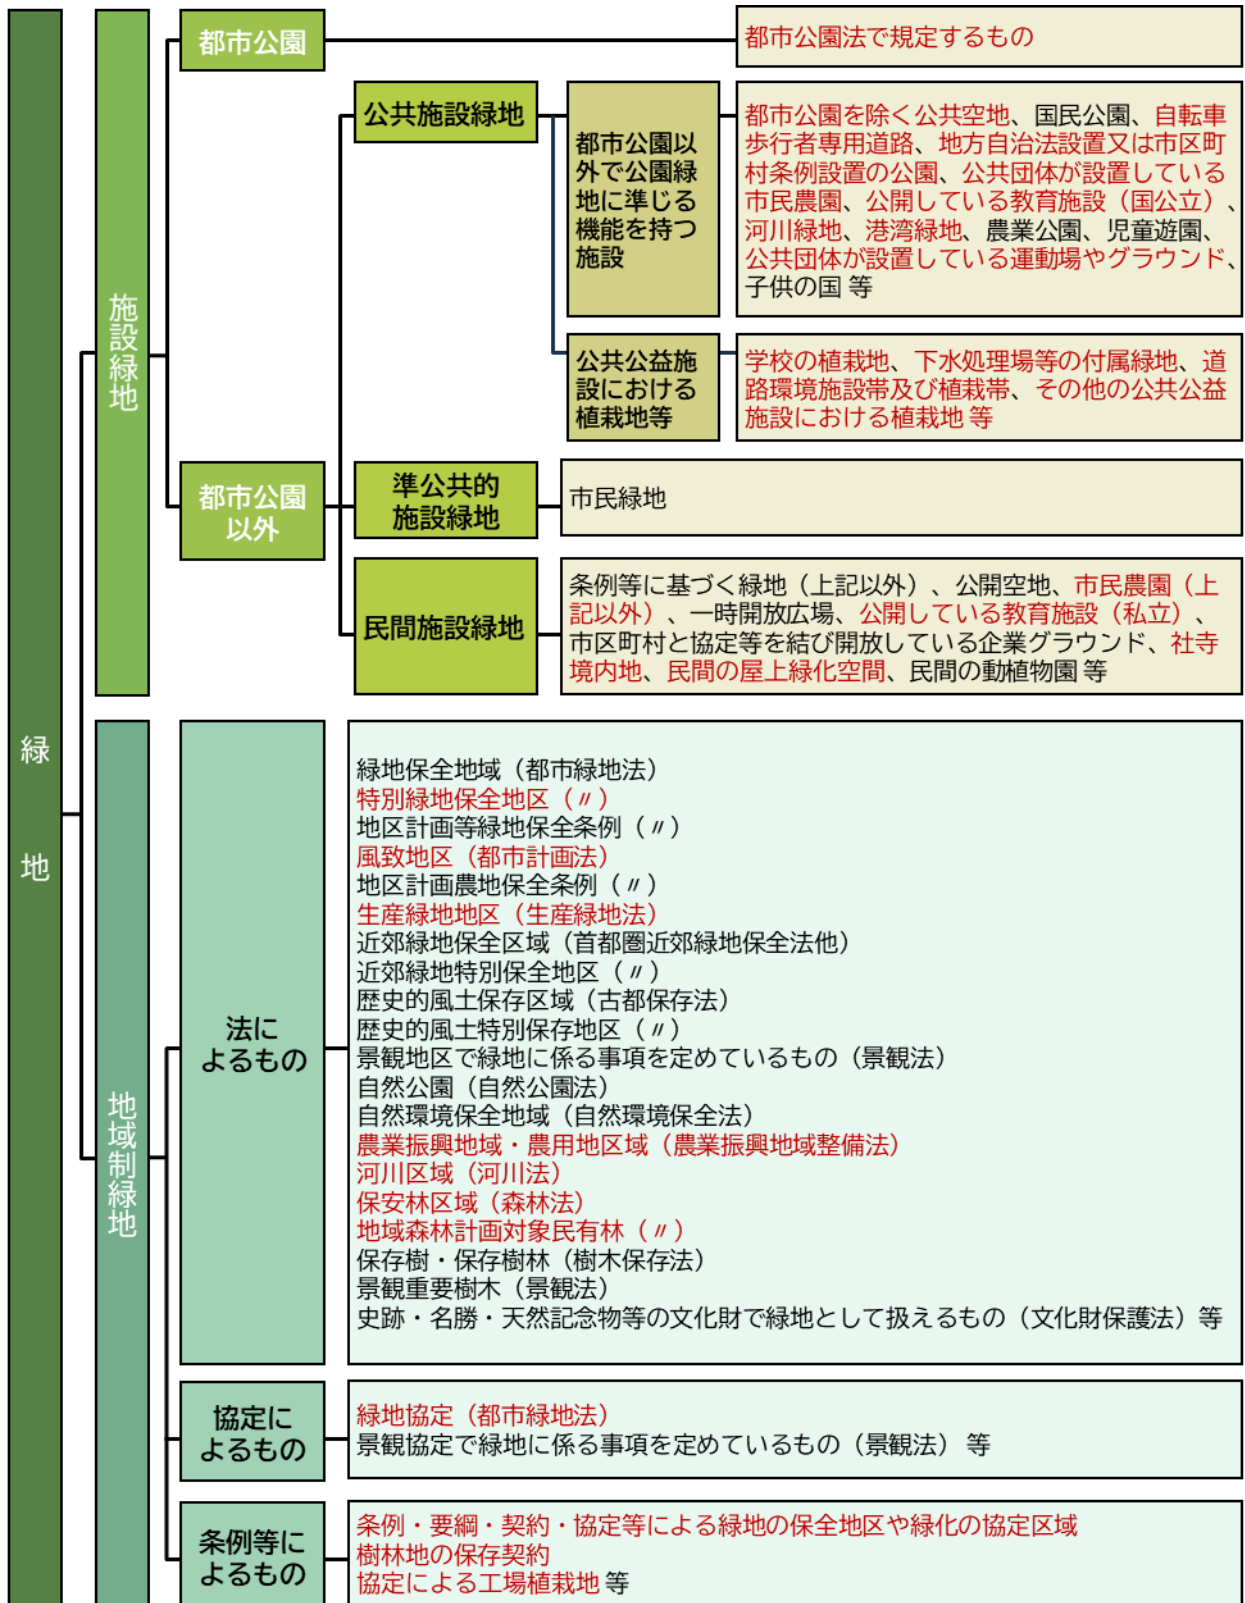 緑地
施設緑地
都市公園
都市公園法で規定するもの
都市公園
以外
公共施設緑地
都市公園以
外で公園緑
地に準じる
機能を持つ
施設
都市公園を除く公共空地、国民公園、自転車
歩行者専用道路、地方自治法設置又は市区町
村条例設置の公園、公共団体が設置している
市民農園、公開している教育施設（国公立）、
河川緑地、港湾緑地、農業公園、児童遊園、
公共団体が設置している運動場やグラウンド、
子供の国 等
公共公益施
設における
植栽地等
学校の植栽地、下水処理場等の付属緑地、道
路環境施設帯及び植栽帯、その他の公共公益
施設における植栽地 等
準公共的
施設緑地
市民緑地
民間施設緑地
条例等に基づく緑地（上記以外）、公開空地、市民農園（上
記以外）、一時開放広場、公開している教育施設（私立）、
市区町村と協定等を結び開放している企業グラウンド、社寺
境内地、民間の屋上緑化空間、民間の動植物園 等
地域制緑地
法に
よるもの
緑地保全地域（都市緑地法）
特別緑地保全地区（〃）
地区計画等緑地保全条例（〃）
風致地区（都市計画法）
地区計画農地保全条例（〃）
生産緑地地区（生産緑地法）
近郊緑地保全区域（首都圏近郊緑地保全法他）
近郊緑地特別保全地区（〃）
歴史的風土保存区域（古都保存法）
歴史的風土特別保存地区（〃）
景観地区で緑地に係る事項を定めているもの（景観法）
自然公園（自然公園法）
自然環境保全地域（自然環境保全法）
農業振興地域・農用地区域（農業振興地域整備法）
河川区域（河川法）
保安林区域（森林法）
地域森林計画対象民有林（〃）
保存樹・保存樹林（樹木保存法）
景観重要樹木（景観法）
史跡・名勝・天然記念物等の文化財で緑地として扱えるもの（文化財保護法）等
協定に
よるもの
緑地協定（都市緑地法）
景観協定で緑地に係る事項を定めているもの（景観法） 等
条例等に
よるもの
条例・要綱・契約・協定等による緑地の保全地区や緑化の協定区域
樹林地の保存契約
協定による工場植栽地 等